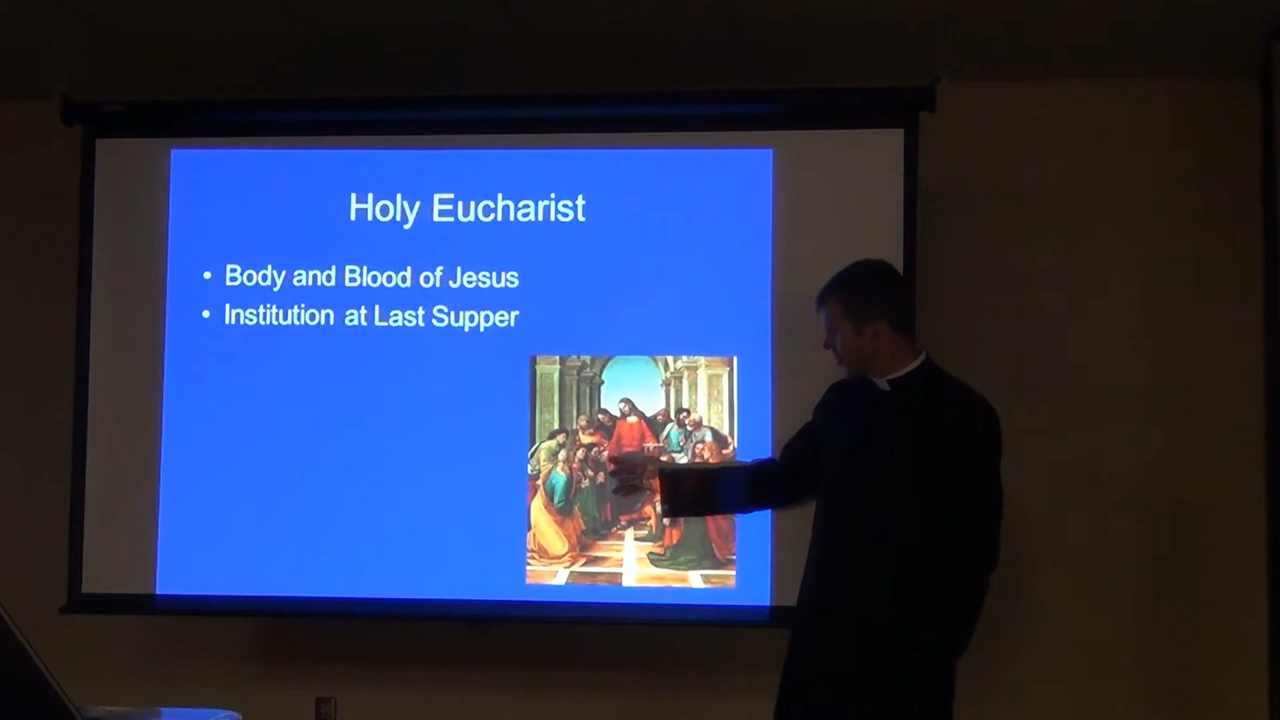 Holy Eucharist
• Body and Blood of Jesus
• Institution at Last Supper